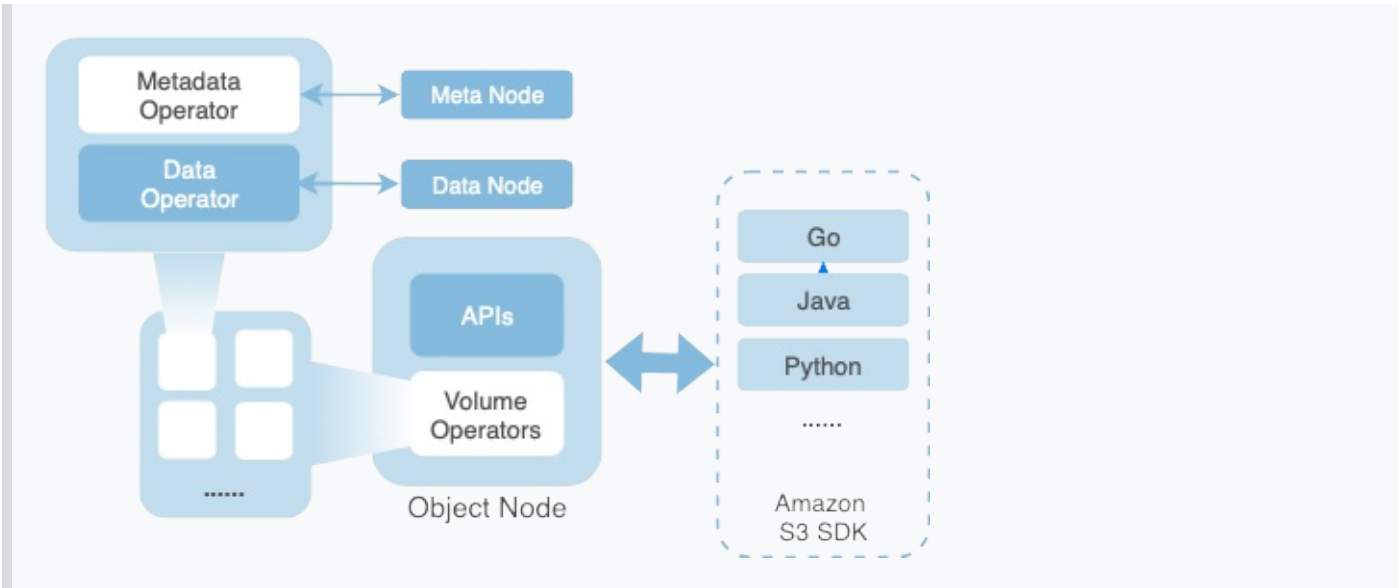 Metadata
Operator
Meta Node
Data
Operator
Data Node
APIs
Volume
Operators
......
Object Node
Go
Java
Python
......
Amazon
S3 SDK